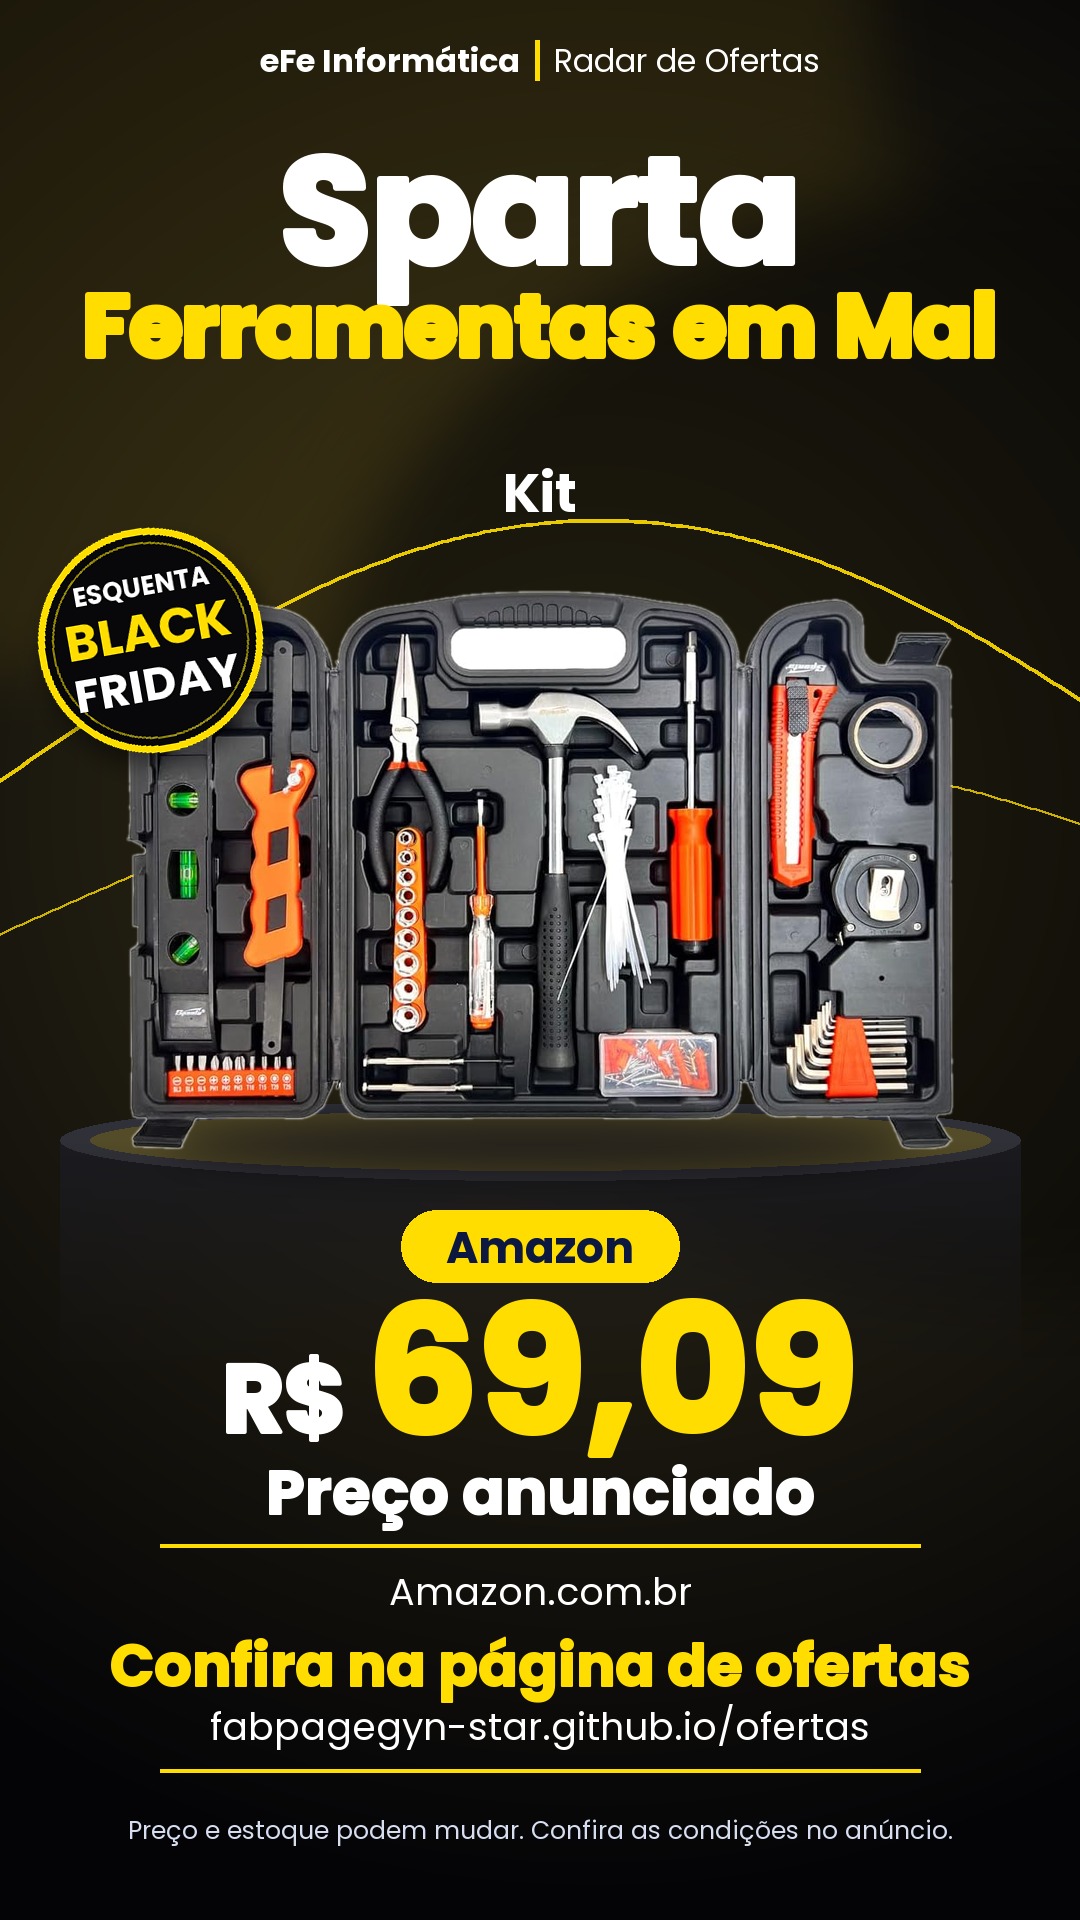 eFe Informática | Radar de Ofertas
Sparta
Ferramentas em Mal
Kit
ESQUENTA
BLACK
FRIDAY
Amazon
R$ 69,09
Preço anunciado
Amazon.com.br
Confira na página de ofertas
fabpagegyn-star.github.io/ofertas
Preço e estoque podem mudar. Confira as condições no anúncio.